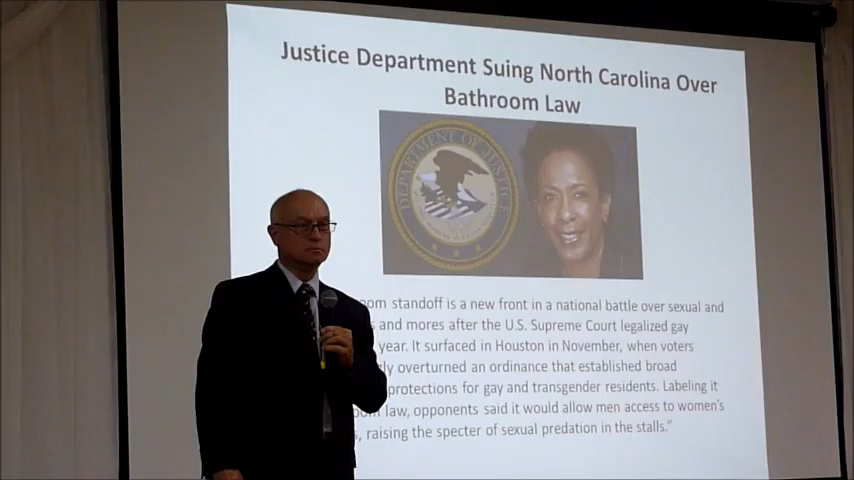 Justice Department Suing North Carolina Over
Bathroom Law
DEPARTMENT OF JUSTICE
standoff is a new front in a national battle over sexual and
and mores after the U.S. Supreme Court legalized gay
year. It surfaced in Houston in November, when voters
overturned an ordinance that established broad
protections for gay and transgender residents. Labeling it
law, opponents said it would allow men access to women's
, raising the specter of sexual predation in the stalls."